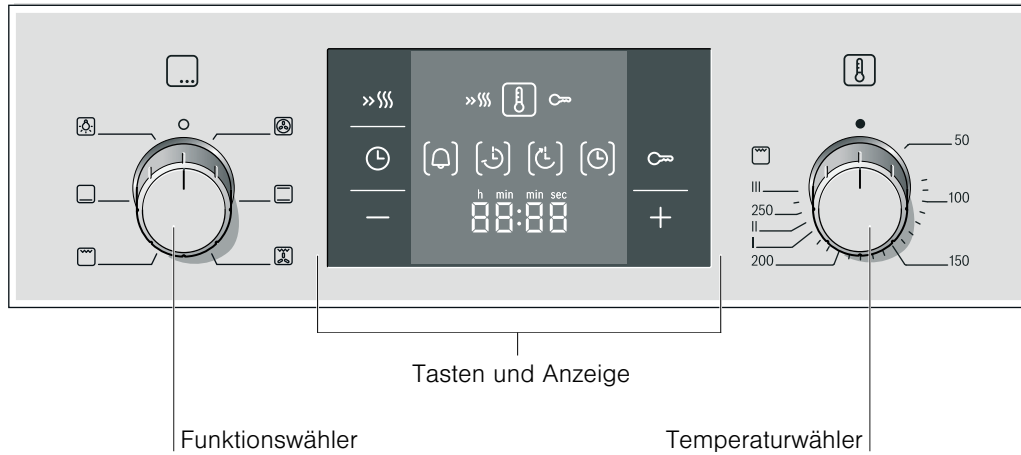 h min min sec
88:88
50
100
150
200
I
II
250
III
Tasten und Anzeige
Funktionswähler
Temperaturwähler